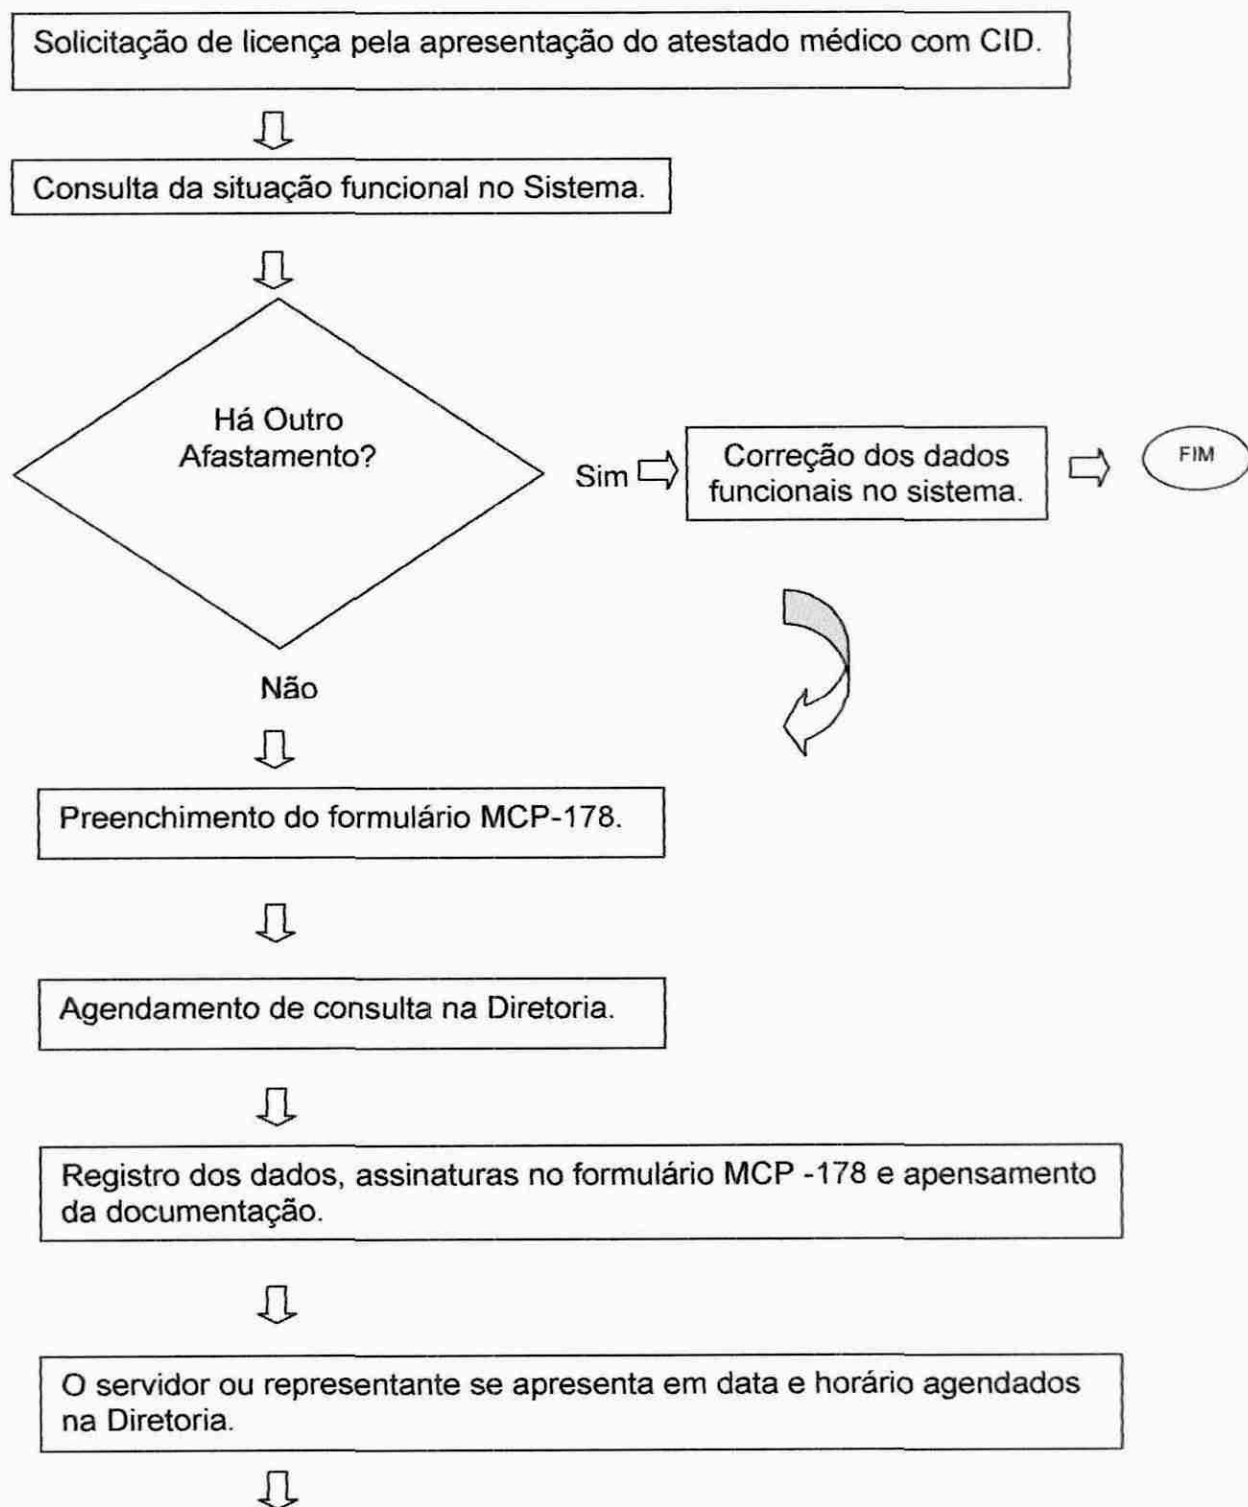 Solicitação de licença pela apresentação do atestado médico com CID.
Consulta da situação funcional no Sistema.
Há Outro
Afastamento?
Sim
Correção dos dados
funcionais no sistema.
FIM
Não
Preenchimento do formulário MCP-178.
Agendamento de consulta na Diretoria.
Registro dos dados, assinaturas no formulário MCP -178 e apensamento
da documentação.
O servidor ou representante se apresenta em data e horário agendados
na Diretoria.